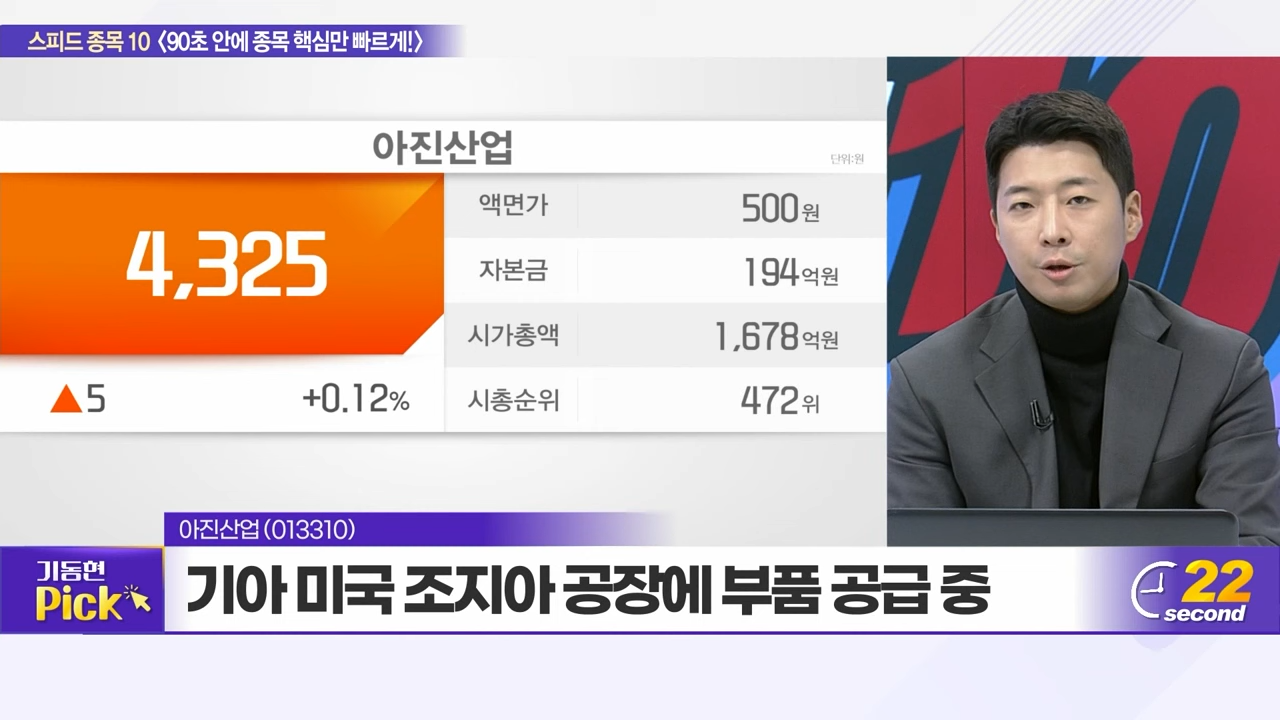 스피드 종목 10 〈90초 안에 종목 핵심만 빠르게!〉
아진산업
단위:원
4,325
▲5 +0.12%
액면가 500원
자본금 194억원
시가총액 1,678억원
시총순위 472위
10
아진산업(013310)
기동현
Pick
기아 미국 조지아 공장에 부품 공급 중
22
second